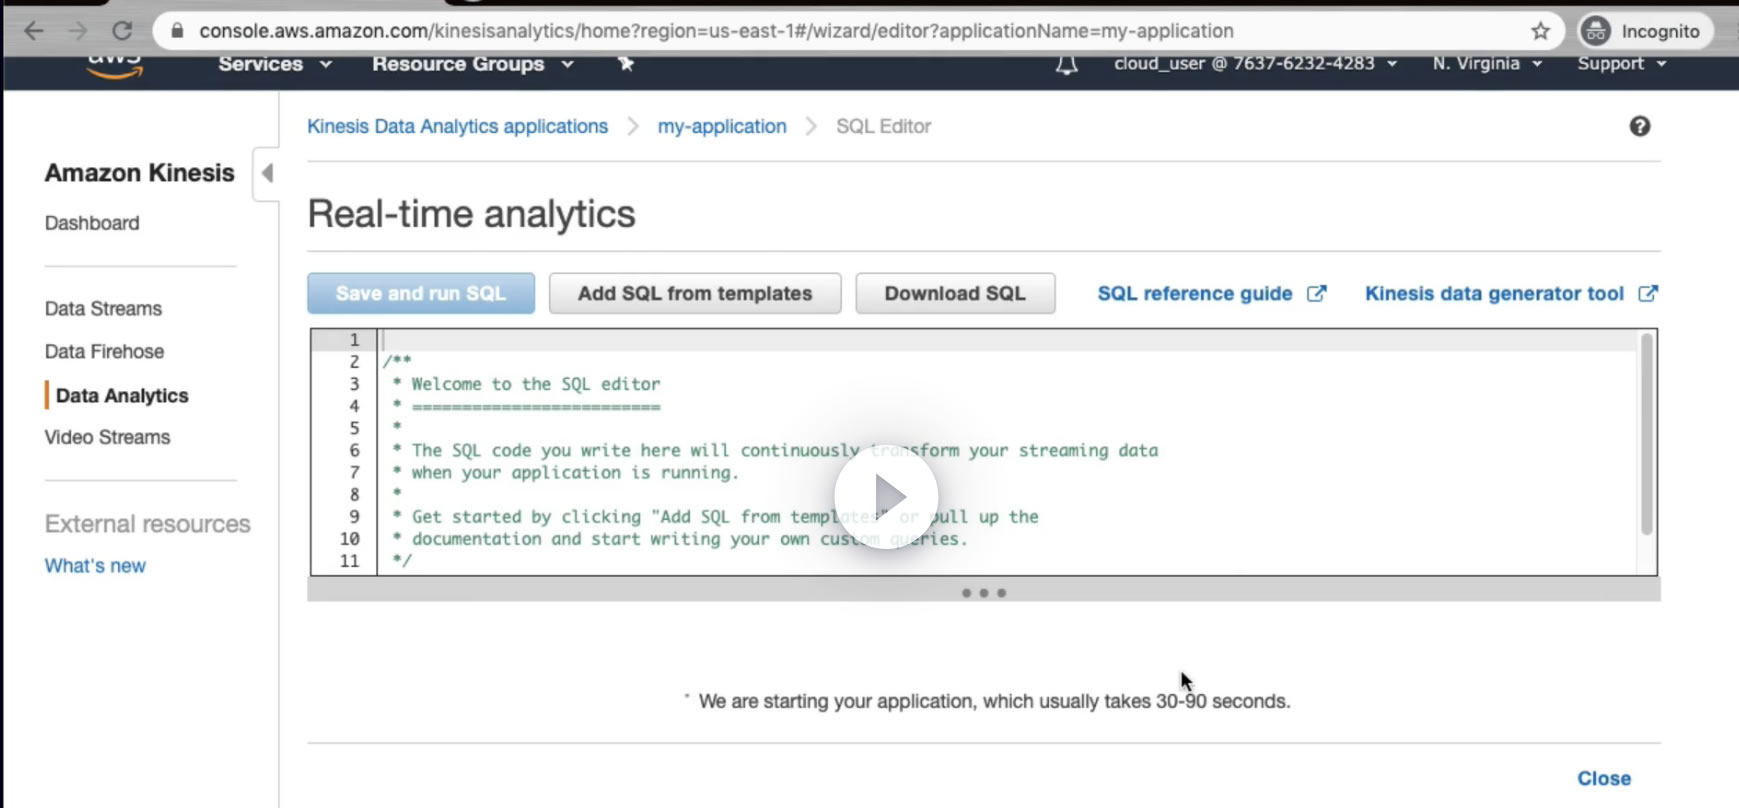 console.aws.amazon.com/kinesisanalytics/home?region=us-east-1#/wizard/editor?applicationName=my-application
Incognito
aws
Services
Resource Groups
cloud_user @ 7637-6232-4283
N. Virginia
Support
Kinesis Data Analytics applications
my-application
SQL Editor
Amazon Kinesis
Dashboard
Data Streams
Data Firehose
Data Analytics
Video Streams
External resources
What's new
Real-time analytics
Save and run SQL
Add SQL from templates
Download SQL
SQL reference guide
Kinesis data generator tool
1
2 /**
3 * Welcome to the SQL editor
4 * =========================
5 *
6 * The SQL code you write here will continuously transform your streaming data
7 * when your application is running.
8 *
9 * Get started by clicking "Add SQL from templates" or pull up the
10 * documentation and start writing your own custom queries.
11 */
* We are starting your application, which usually takes 30-90 seconds.
Close